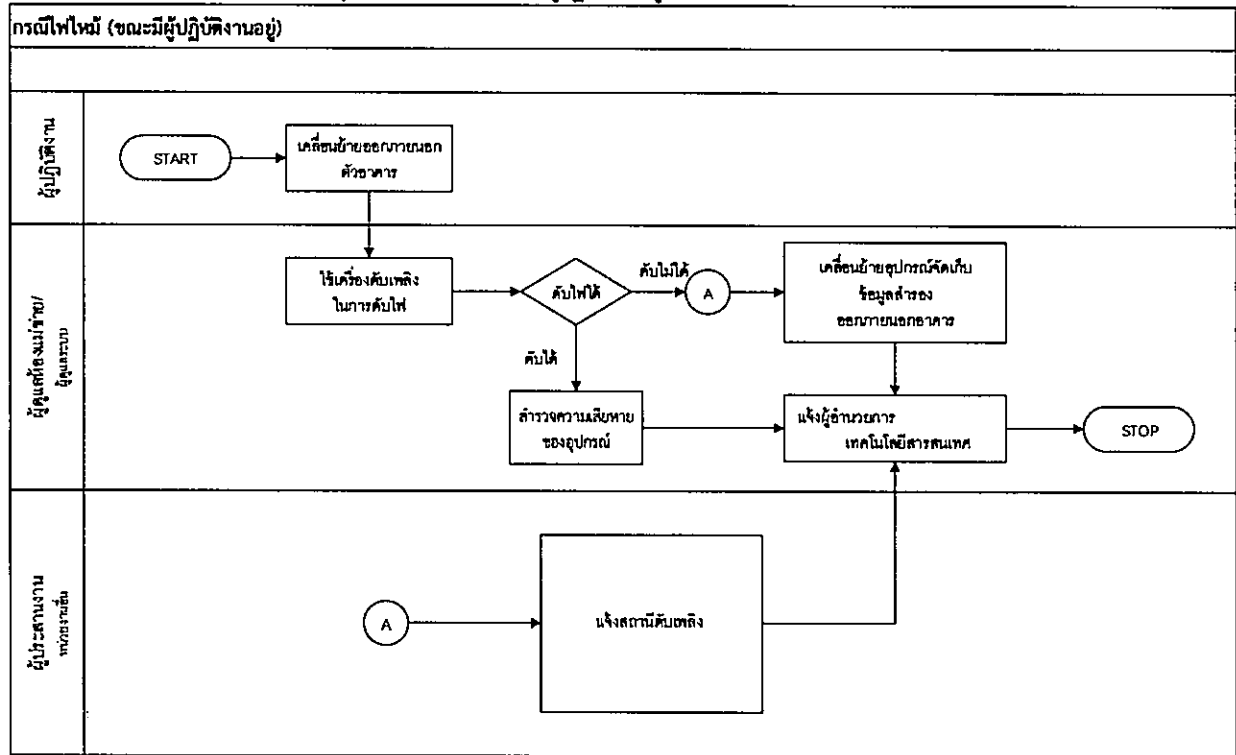 กรณีไฟไหม้ (ขณะมีผู้ปฏิบัติงานอยู่)
ผู้ปฏิบัติงาน
START
เคลื่อนย้ายออกภายนอก
ตัวอาคาร
ผู้ดูแลห้องแม่ข่าย/
ผู้ดูแลระบบ
ใช้เครื่องดับเพลิง
ในการดับไฟ
ดับไฟได้
ดับไม่ได้
A
เคลื่อนย้ายอุปกรณ์จัดเก็บ
ข้อมูลสำรอง
ออกภายนอกอาคาร
ดับได้
สำรวจความเสียหาย
ของอุปกรณ์
แจ้งผู้อำนวยการ
เทคโนโลยีสารสนเทศ
STOP
ผู้ประสานงาน
หน่วยงานอื่น
A
แจ้งสถานีดับเพลิง